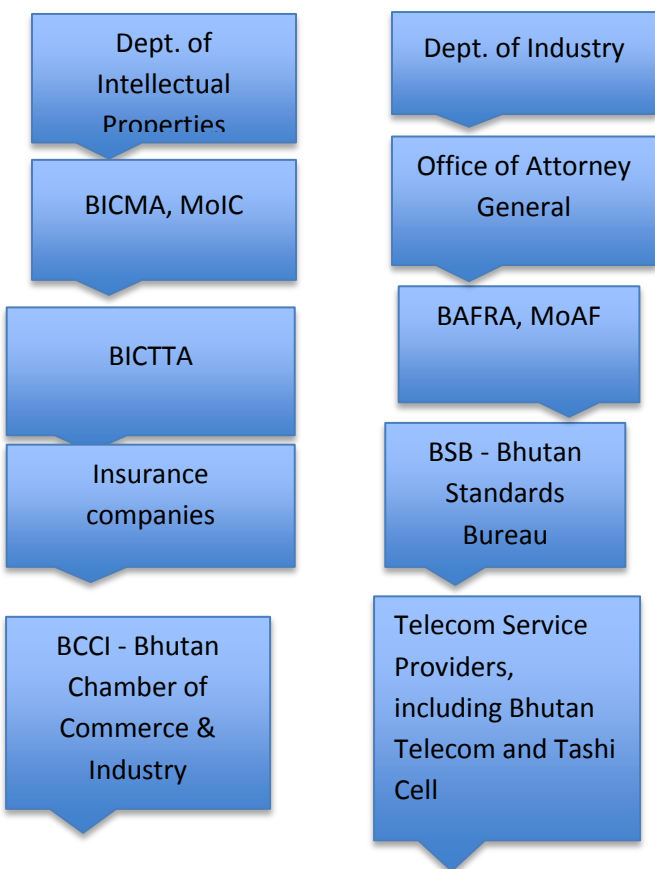 Dept. of
Intellectual
Properties
BICMA, MoIC
BICTTA
Insurance
companies
BCCI - Bhutan
Chamber of
Commerce &
Industry
Dept. of Industry
Office of Attorney
General
BAFRA, MoAF
BSB - Bhutan
Standards
Bureau
Telecom Service
Providers,
including Bhutan
Telecom and Tashi
Cell